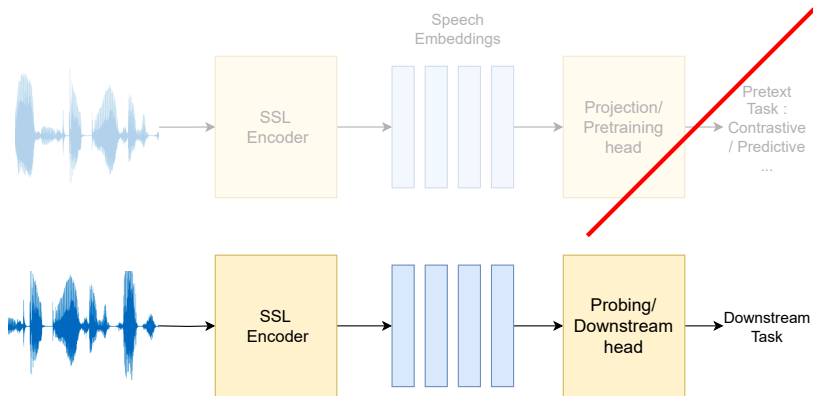 Speech
Embeddings
SSL
Encoder
Projection/
Pretraining
head
Pretext
Task :
Contrastive
/ Predictive
...
SSL
Encoder
Probing/
Downstream
head
Downstream
Task